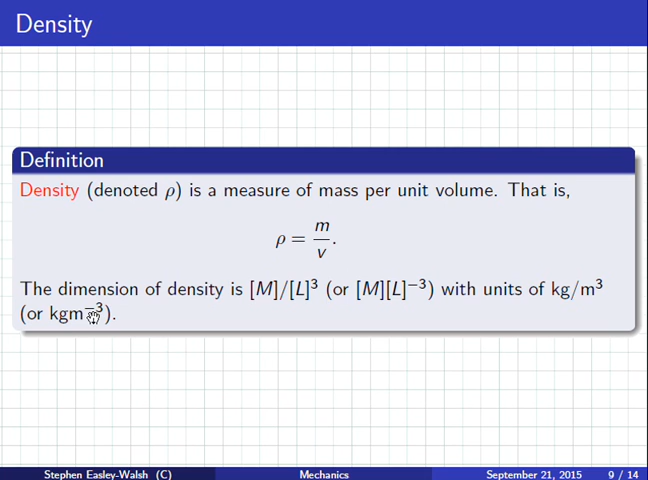 Density
Definition
Density (denoted ρ) is a measure of mass per unit volume. That is,
ρ = m/v.
The dimension of density is [M]/[L]³ (or [M][L]⁻³) with units of kg/m³
(or kgm⁻³).
Stephen Easley-Walsh (C) Mechanics September 21, 2015 9 / 14